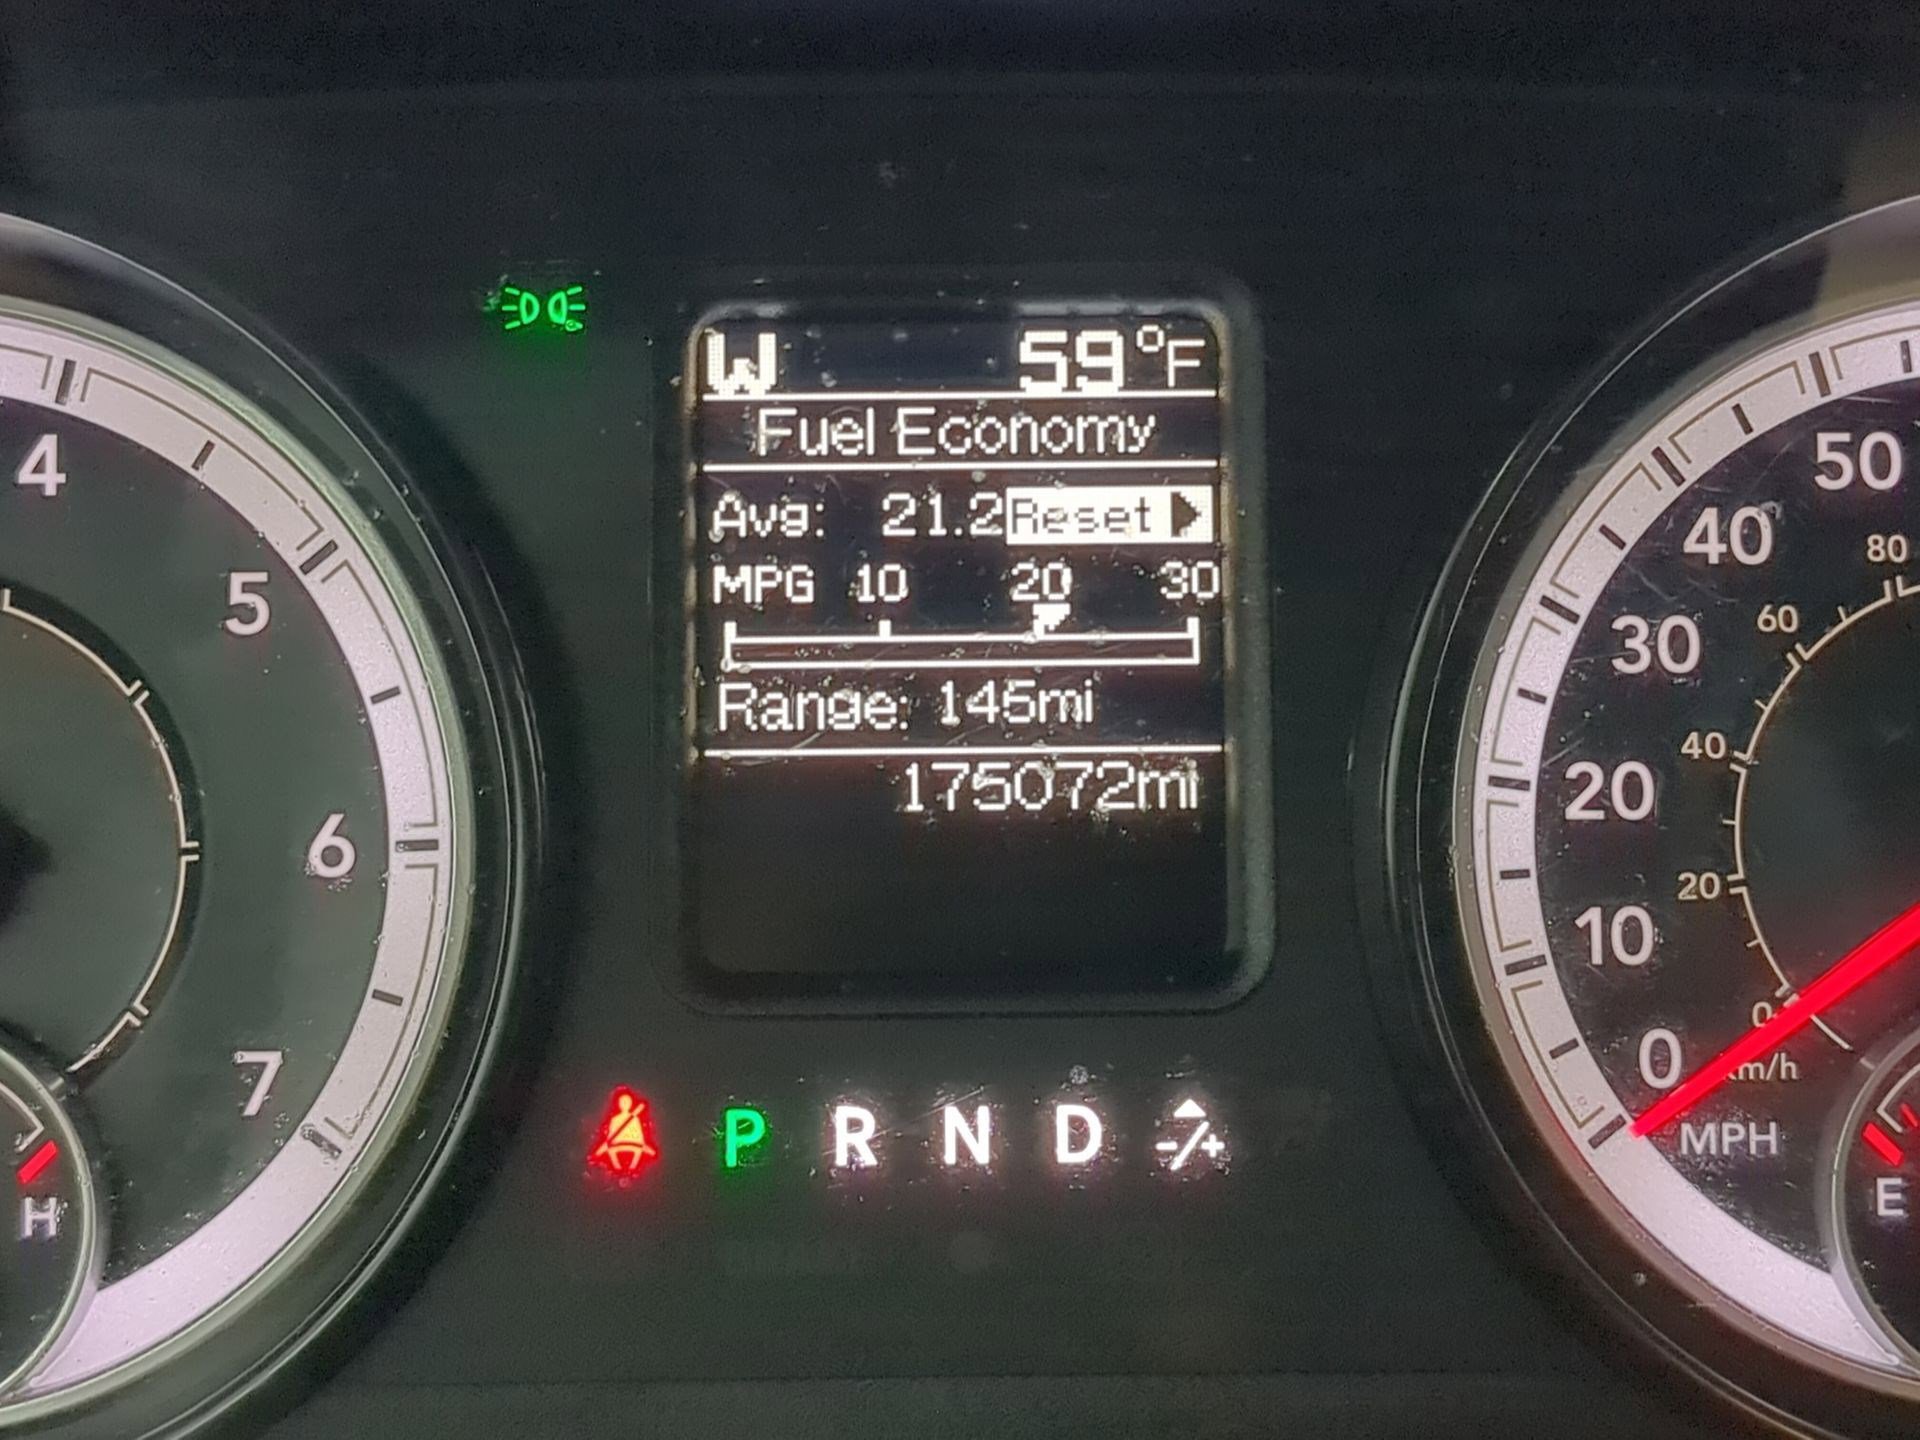 W 59°F
Fuel Economy
Avg: 21.2 Reset
MPG 10 20 30
Range: 145mi
175072mi
P R N D -/+
4
5
6
7
H
50
40
30
20
10
0
MPH
80
60
40
20
0
km/h
E